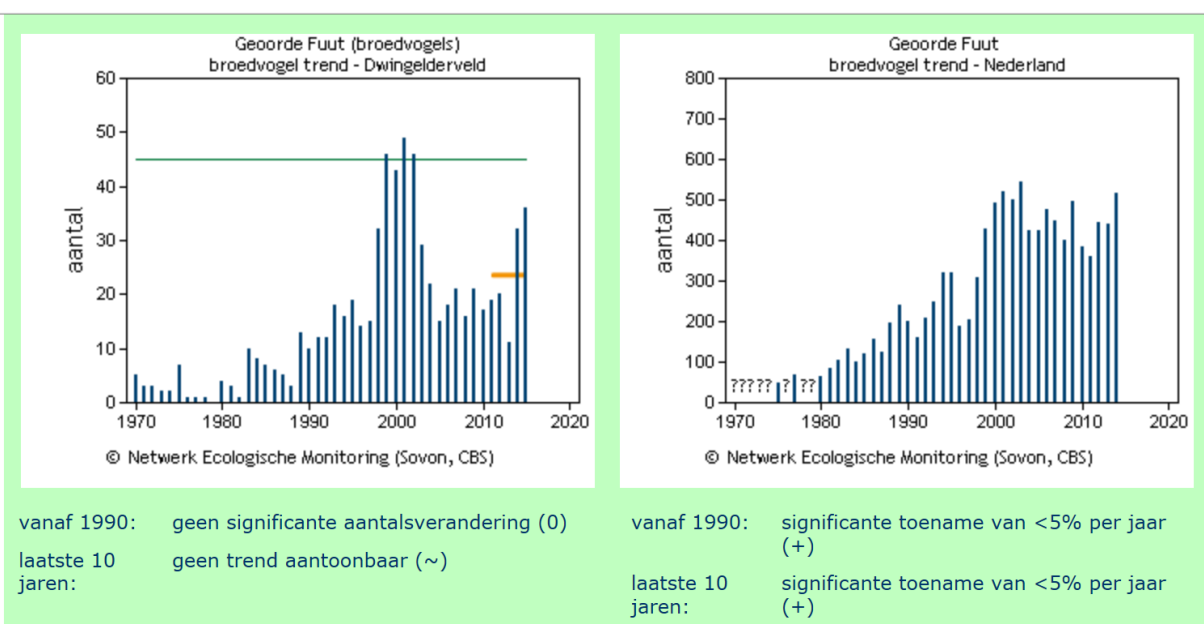 Geoorde Fuut (broedvogels)
broedvogel trend - Dwingelderveld
60
50
40
30
20
10
0
aantal
1970 1980 1990 2000 2010 2020
© Netwerk Ecologische Monitoring (Sovon, CBS)
Geoorde Fuut
broedvogel trend - Nederland
800
700
600
500
400
300
200
100
0
aantal
????? ? ??
1970 1980 1990 2000 2010 2020
© Netwerk Ecologische Monitoring (Sovon, CBS)
vanaf 1990: geen significante aantalsverandering (0)
laatste 10 geen trend aantoonbaar (~)
jaren:
vanaf 1990: significante toename van <5% per jaar
(+)
laatste 10 significante toename van <5% per jaar
jaren: (+)